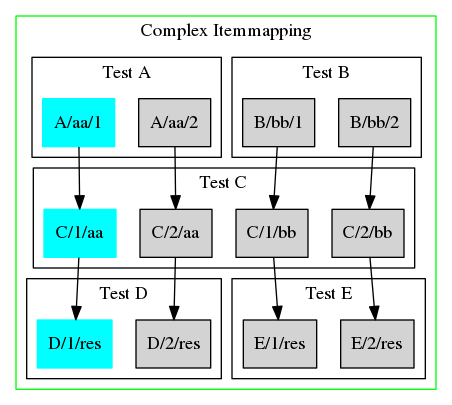 Complex Itemmapping
Test A
Test B
A/aa/1
A/aa/2
B/bb/1
B/bb/2
Test C
C/1/aa
C/2/aa
C/1/bb
C/2/bb
Test D
Test E
D/1/res
D/2/res
E/1/res
E/2/res